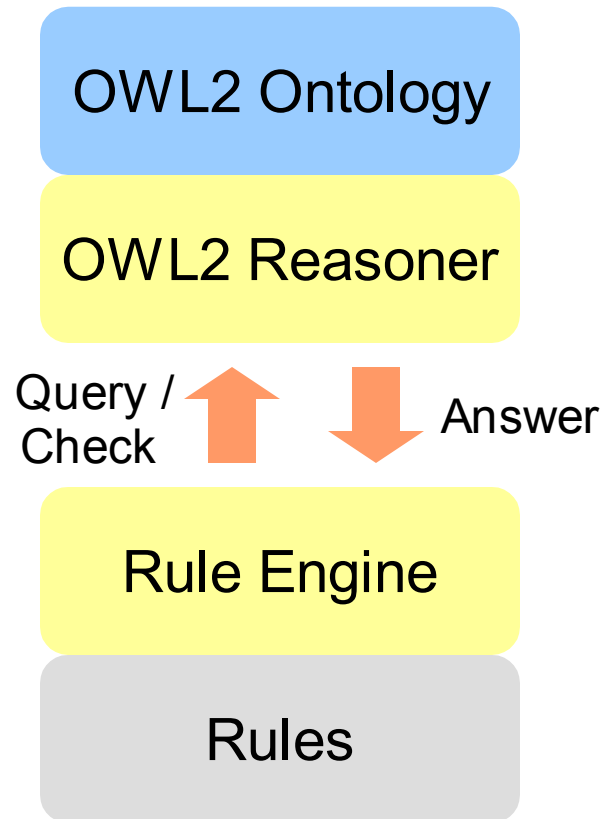 OWL2 Ontology
OWL2 Reasoner
Query /
Check
Answer
Rule Engine
Rules